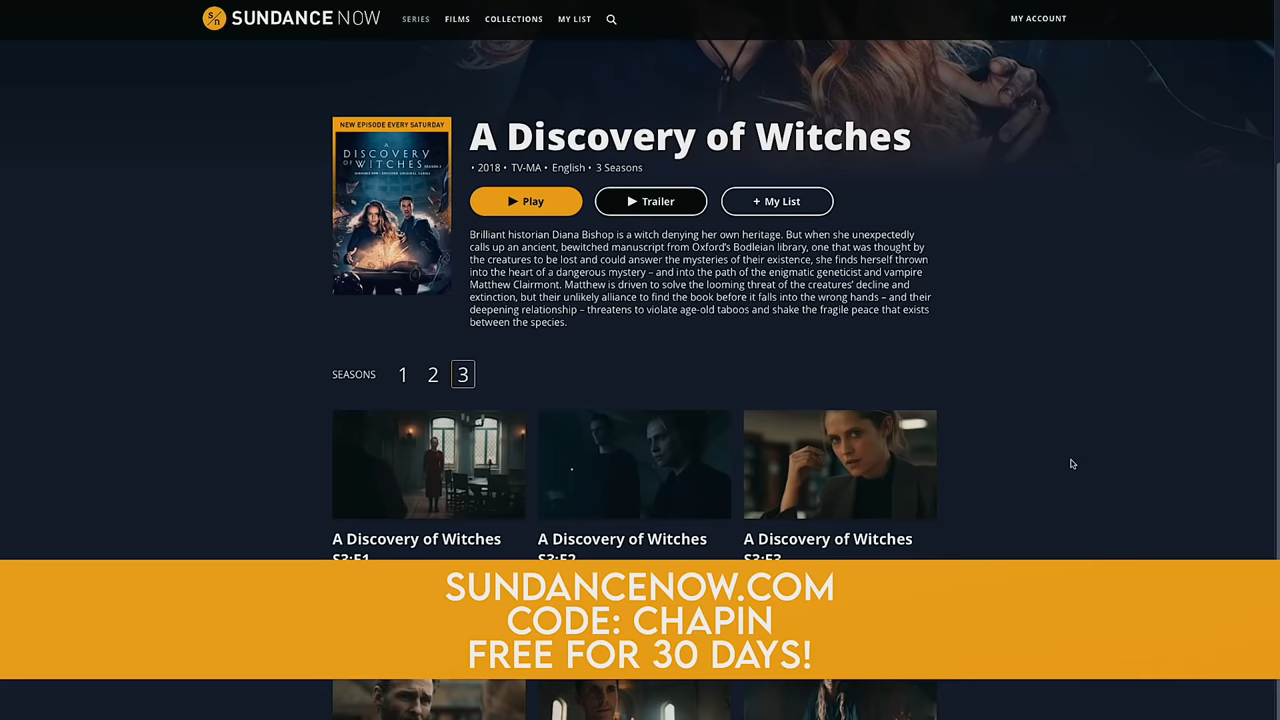 s/n SUNDANCE NOW SERIES FILMS COLLECTIONS MY LIST MY ACCOUNT
NEW EPISODE EVERY SATURDAY
A
DISCOVERY
OF WITCHES
A Discovery of Witches
• 2018 • TV-MA • English • 3 Seasons
Play Trailer + My List
Brilliant historian Diana Bishop is a witch denying her own heritage. But when she unexpectedly
calls up an ancient, bewitched manuscript from Oxford's Bodleian library, one that was thought by
the creatures to be lost and could answer the mysteries of their existence, she finds herself thrown
into the heart of a dangerous mystery – and into the path of the enigmatic geneticist and vampire
Matthew Clairmont. Matthew is driven to solve the looming threat of the creatures' decline and
extinction, but their unlikely alliance to find the book before it falls into the wrong hands – and their
deepening relationship – threatens to violate age-old taboos and shake the fragile peace that exists
between the species.
SEASONS 1 2 3
A Discovery of Witches A Discovery of Witches A Discovery of Witches
S3:E1 S3:E2 S3:E3
SUNDANCENOW.COM
CODE: CHAPIN
FREE FOR 30 DAYS!